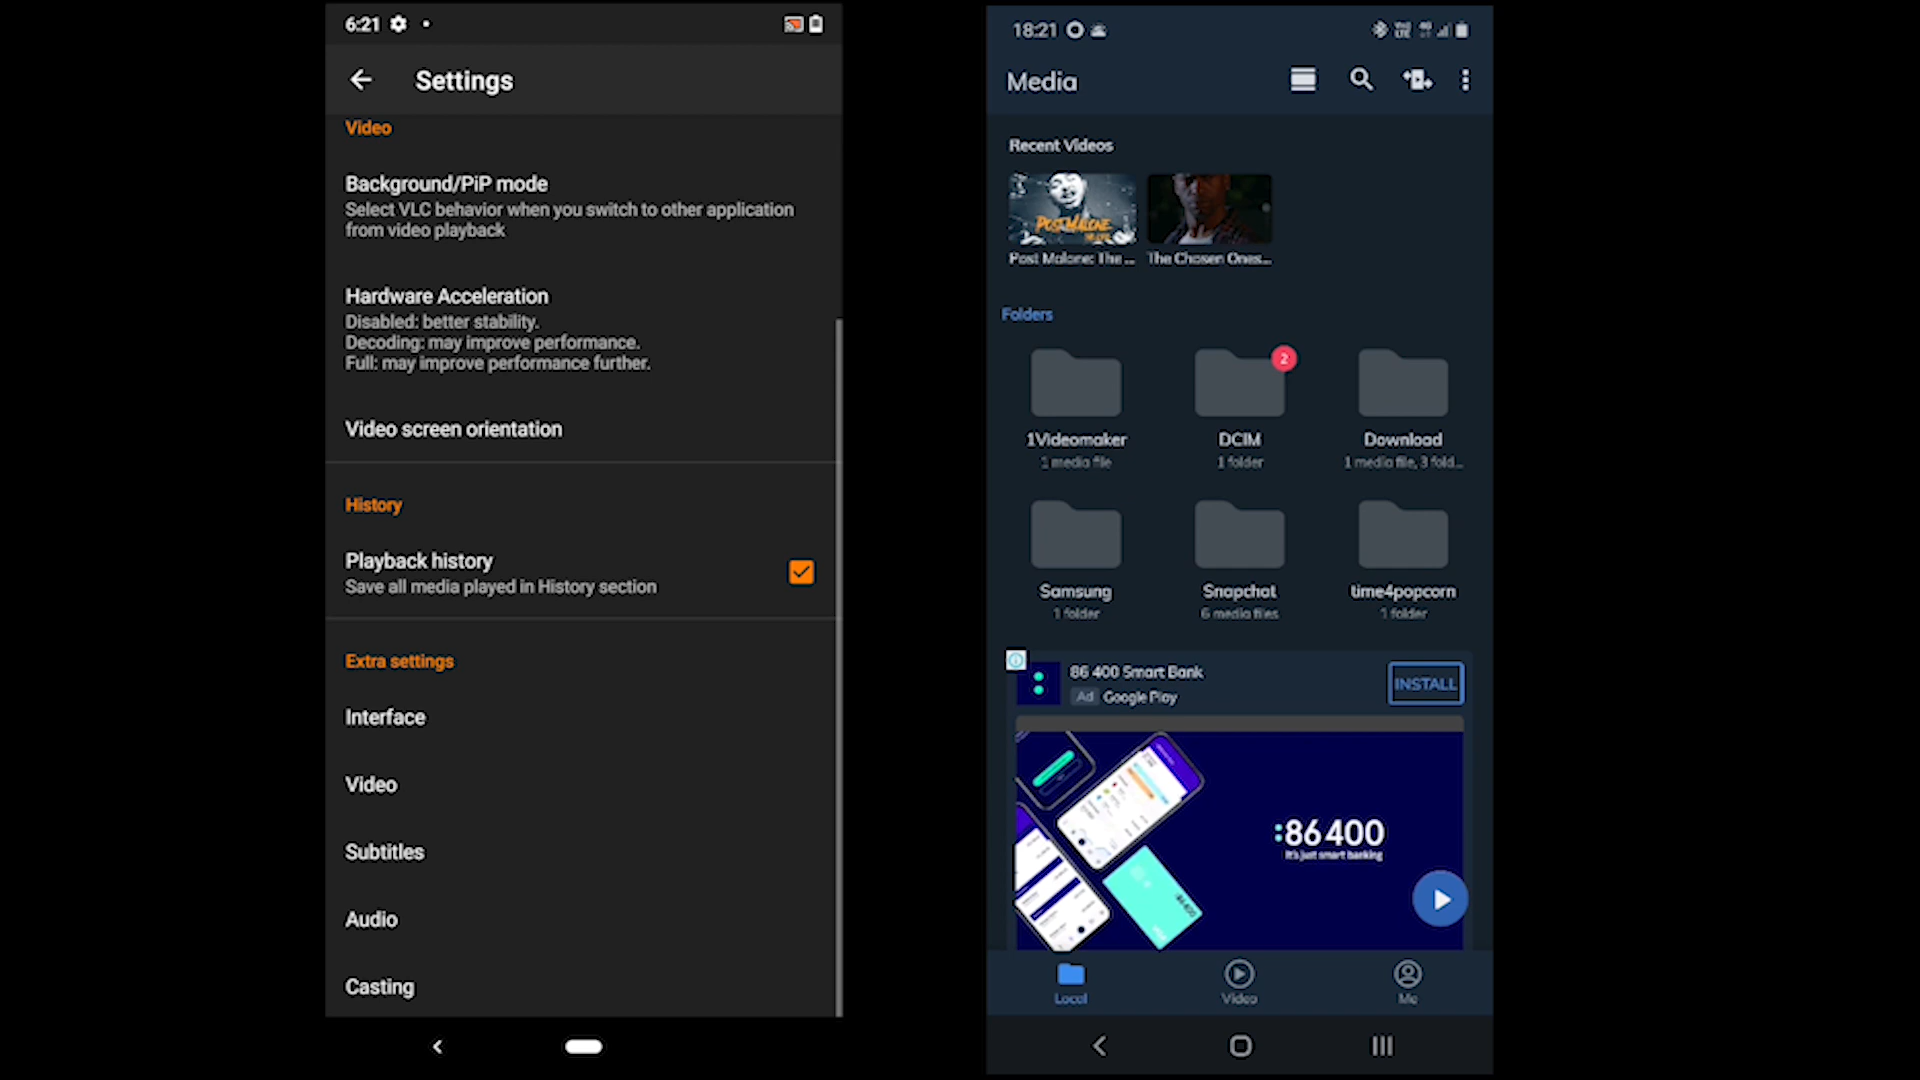 6:21
Settings
Video
Background/PiP mode
Select VLC behavior when you switch to other application
from video playback
Hardware Acceleration
Disabled: better stability.
Decoding: may improve performance.
Full: may improve performance further.
Video screen orientation
History
Playback history
Save all media played in History section
Extra settings
Interface
Video
Subtitles
Audio
Casting
18:21
Media
Recent Videos
POST MALONE
Post Malone: The ...
The Chosen Ones...
Folders
2
1Videomaker
1 media file
DCIM
1 folder
Download
1 media file, 3 fold...
Samsung
1 folder
Snapchat
6 media files
time4popcorn
1 folder
86 400 Smart Bank
Ad Google Play
INSTALL
:86 400
It's just smart banking
Local
Video
Me